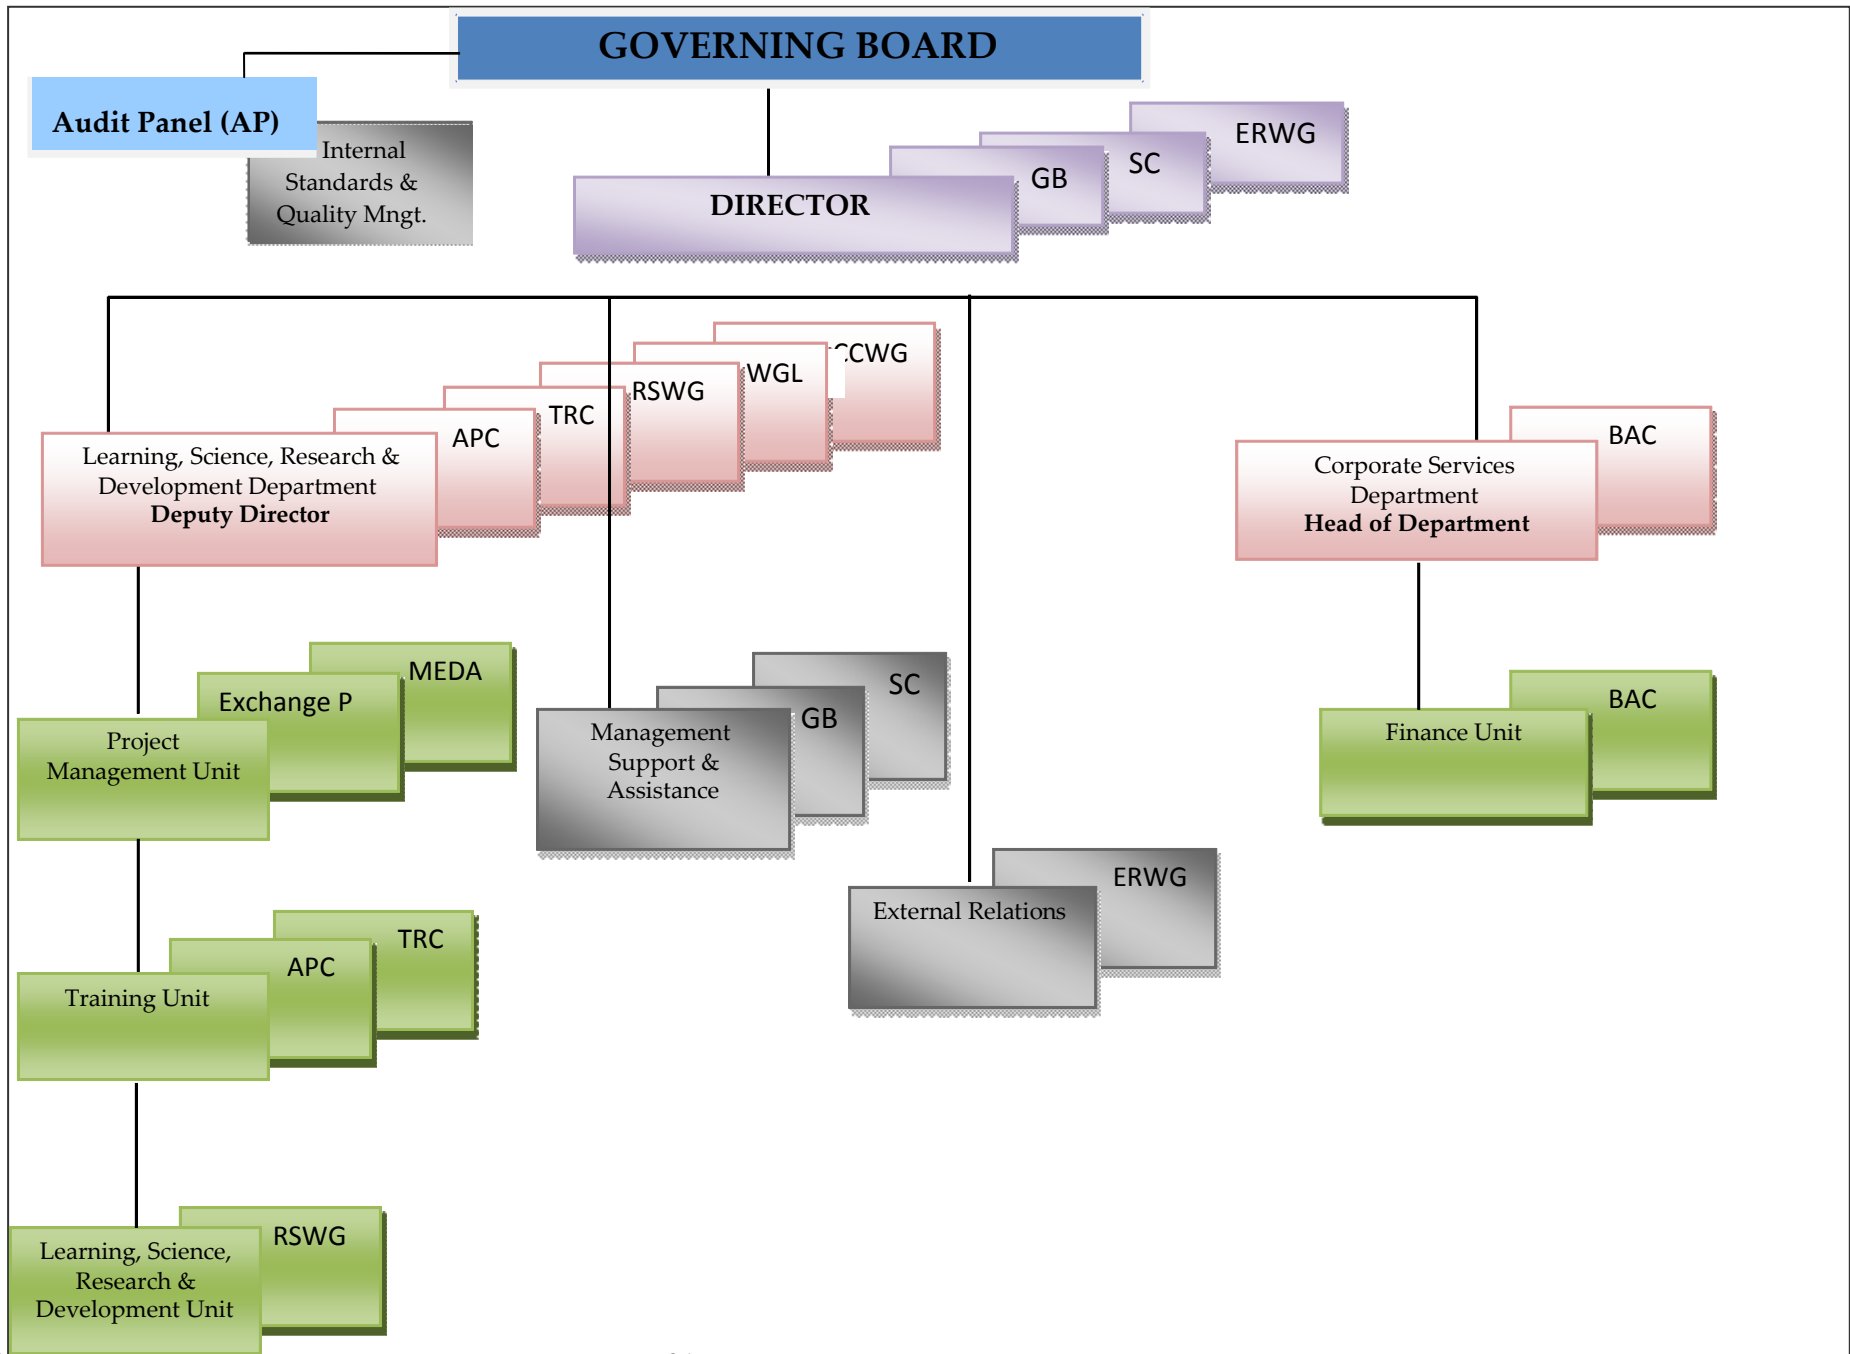 GOVERNING BOARD
Audit Panel (AP)
Internal
Standards &
Quality Mngt.
DIRECTOR
GB
SC
ERWG
Learning, Science, Research &
Development Department
Deputy Director
APC
TRC
RSWG
WGL
CCWG
Corporate Services
Department
Head of Department
BAC
Project
Management Unit
Exchange P
MEDA
Management
Support &
Assistance
GB
SC
Finance Unit
BAC
External Relations
ERWG
Training Unit
APC
TRC
Learning, Science,
Research &
Development Unit
RSWG